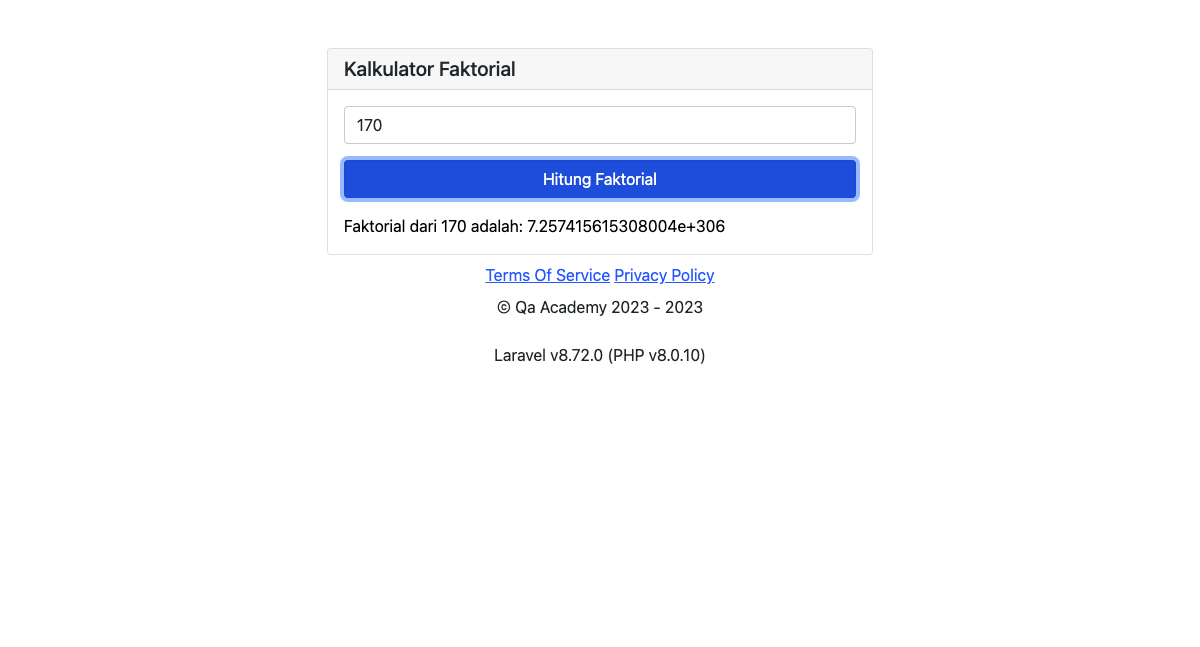 Kalkulator Faktorial
170
Hitung Faktorial
Faktorial dari 170 adalah: 7.257415615308004e+306
Terms Of Service Privacy Policy
© Qa Academy 2023 - 2023
Laravel v8.72.0 (PHP v8.0.10)